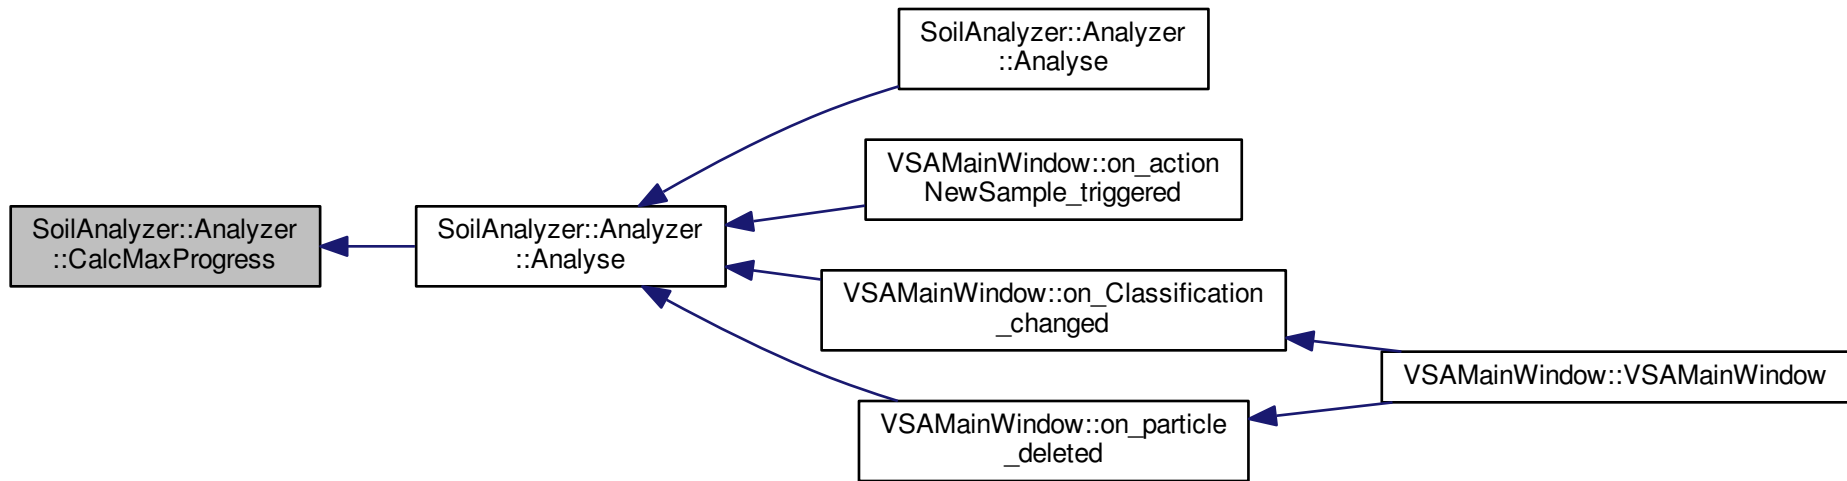 SoilAnalyzer::Analyzer
::CalcMaxProgress
SoilAnalyzer::Analyzer
::Analyse
SoilAnalyzer::Analyzer
::Analyse
VSAMainWindow::on_action
NewSample_triggered
VSAMainWindow::on_Classification
_changed
VSAMainWindow::on_particle
_deleted
VSAMainWindow::VSAMainWindow